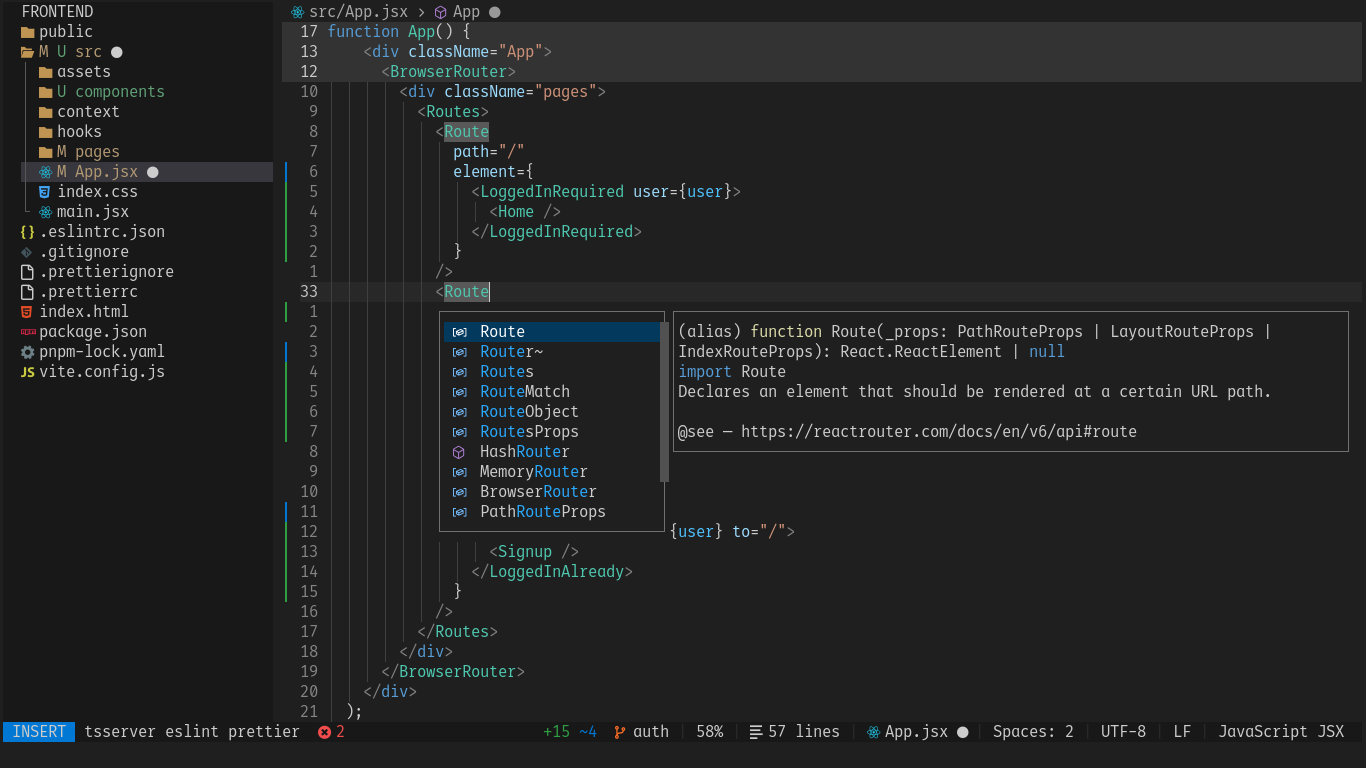 FRONTEND
public
M U src
assets
U components
context
hooks
M pages
M App.jsx
index.css
main.jsx
{ } .eslintrc.json
.gitignore
.prettierignore
.prettierrc
index.html
package.json
pnpm-lock.yaml
JS vite.config.js
src/App.jsx > App
17 function App() {
13 <div className="App">
12 <BrowserRouter>
10 <div className="pages">
9 <Routes>
8 <Route
7 path="/"
6 element={
5 <LoggedInRequired user={user}>
4 <Home />
3 </LoggedInRequired>
2 }
1 />
33 <Route
1
2
3
4
5
6
7
8
9
10
11
12 {user} to="/">
13 <Signup />
14 </LoggedInAlready>
15 }
16 />
17 </Routes>
18 </div>
19 </BrowserRouter>
20 </div>
21 );
Route
Router~
Routes
RouteMatch
RouteObject
RoutesProps
HashRouter
MemoryRouter
BrowserRouter
PathRouteProps
(alias) function Route(_props: PathRouteProps | LayoutRouteProps |
IndexRouteProps): React.ReactElement | null
import Route
Declares an element that should be rendered at a certain URL path.
@see — https://reactrouter.com/docs/en/v6/api#route
INSERT tsserver eslint prettier 2 +15 ~4 auth 58% 57 lines App.jsx Spaces: 2 UTF-8 LF JavaScript JSX